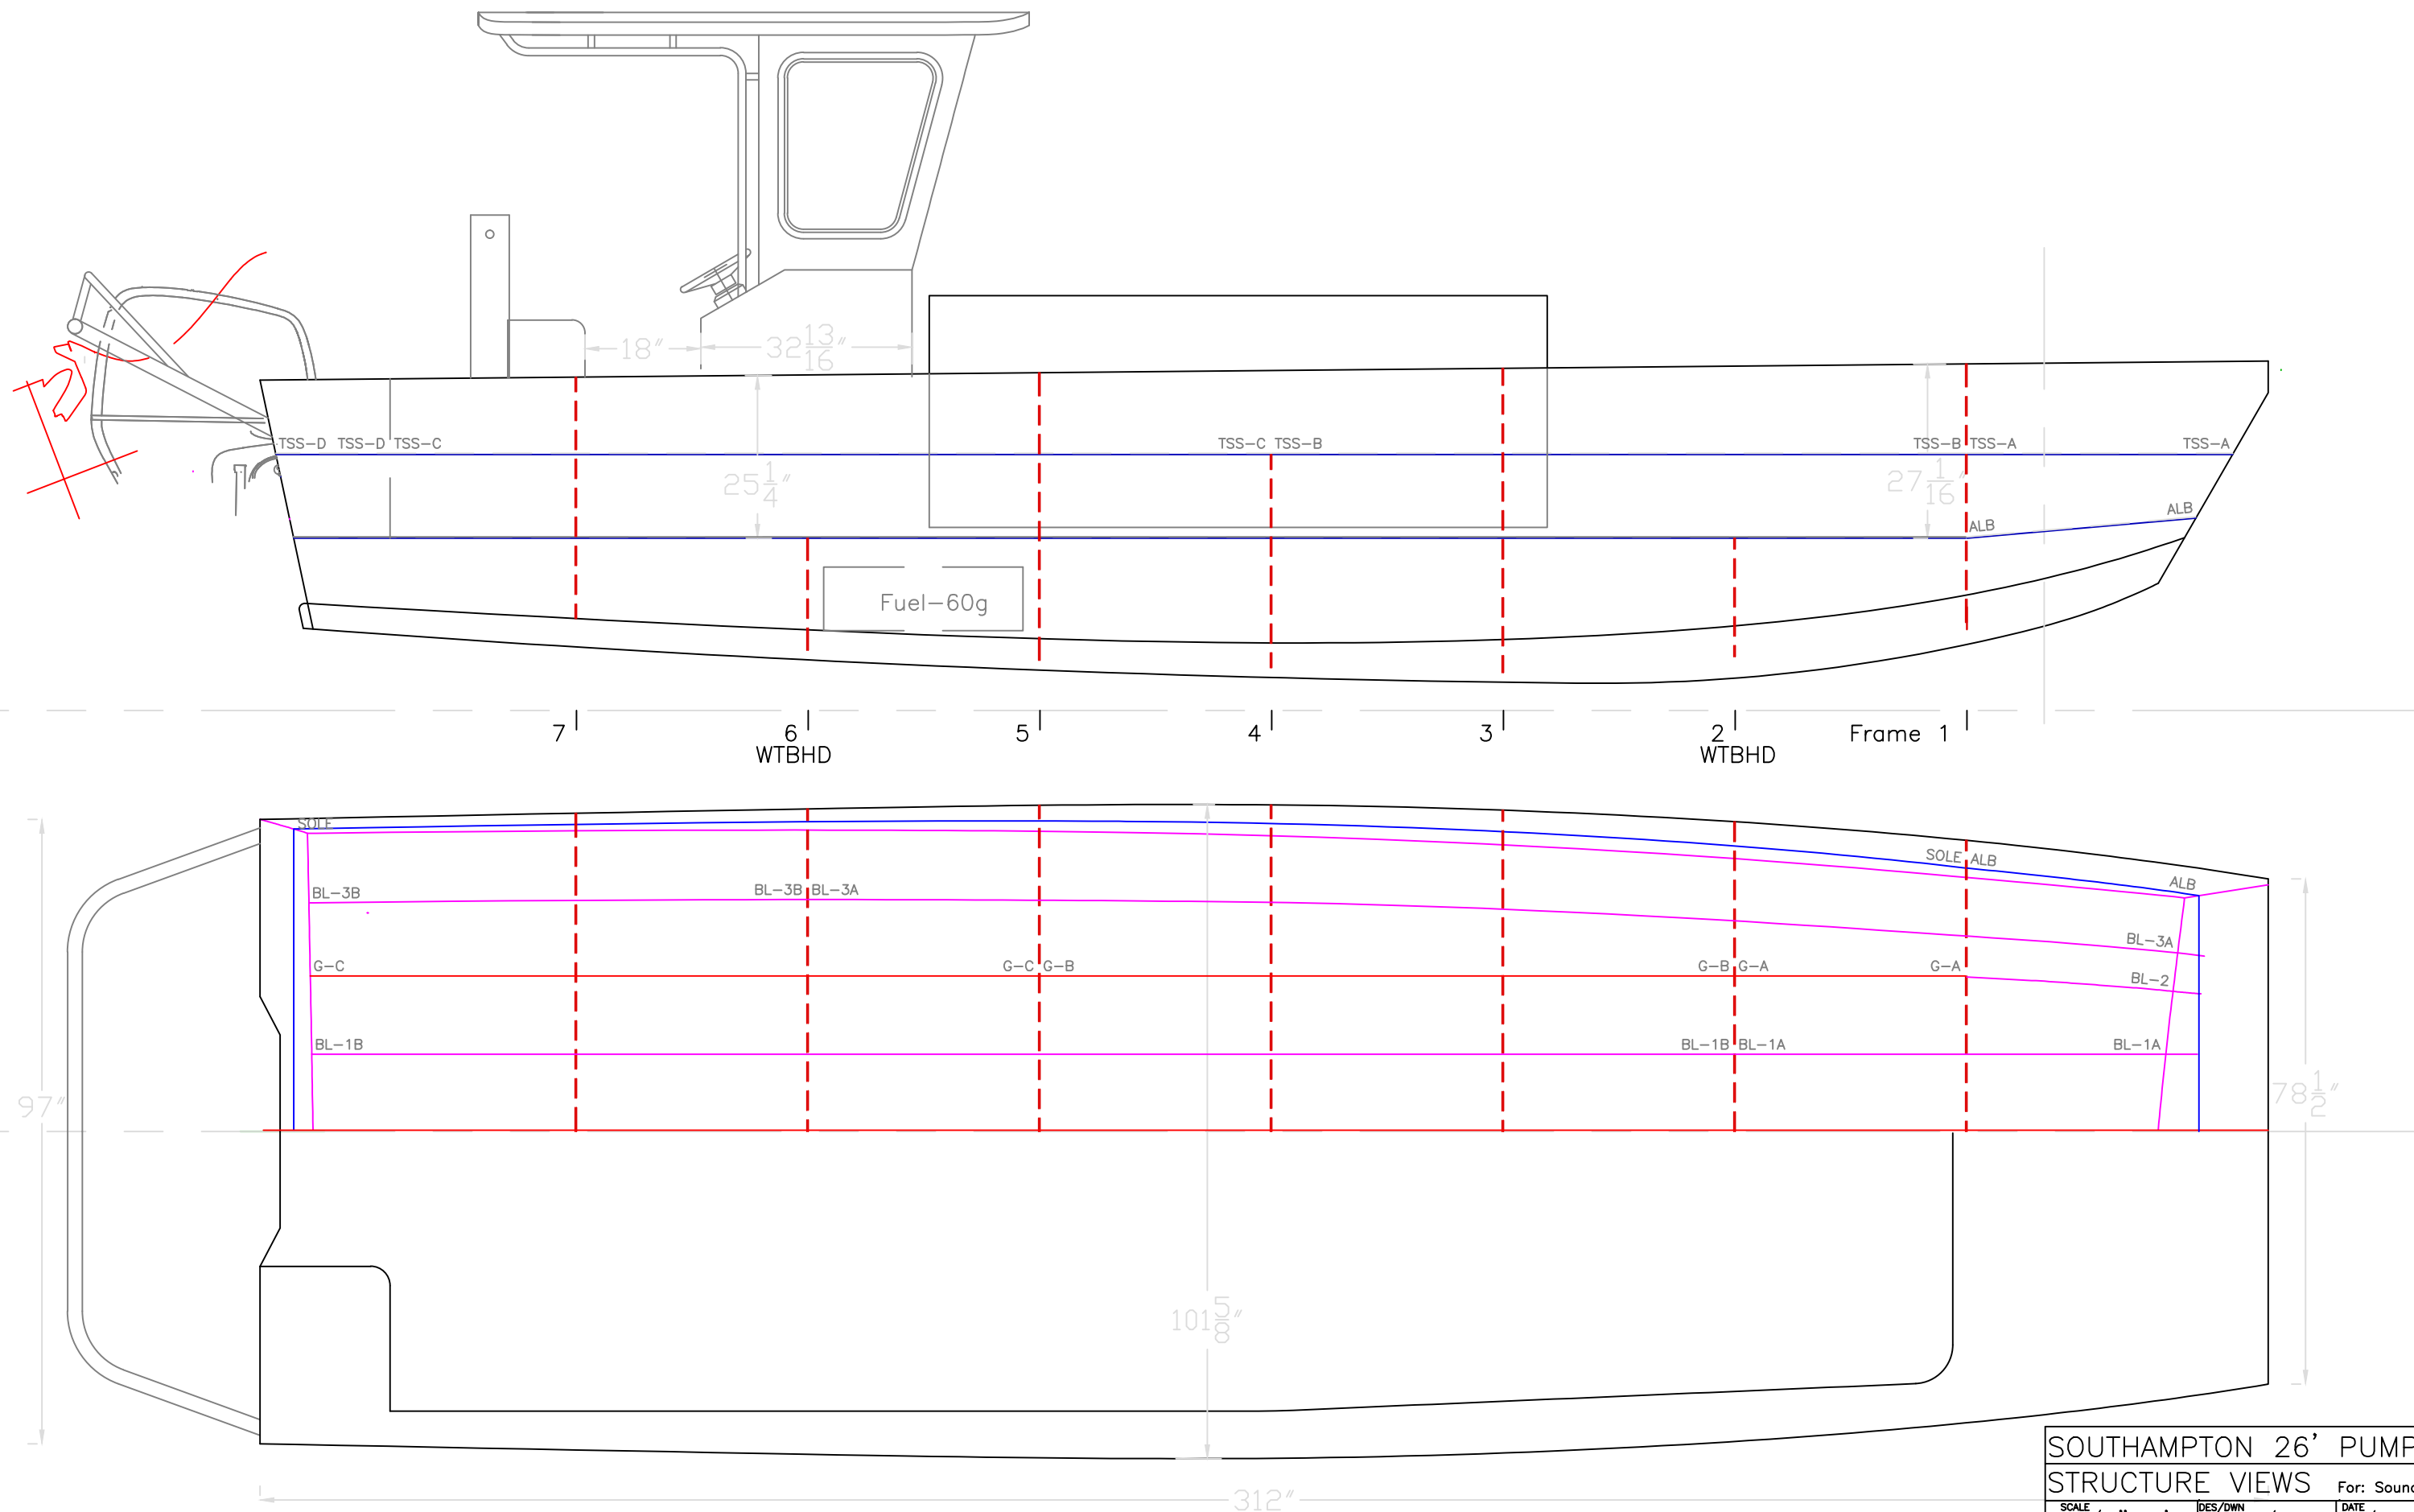 18"
32 13/16"
TSS-D TSS-D TSS-C TSS-C TSS-B TSS-B TSS-A TSS-A
25 1/4"
27 1/16"
ALB
ALB
Fuel-60g
7 6 5 4 3 2 Frame 1
WTBHD WTBHD
SOLE
SOLE ALB
ALB
BL-3B BL-3B BL-3A
BL-3A
G-C G-C G-B G-B G-A G-A
BL-2
BL-1B BL-1B BL-1A BL-1A
97"
78 1/2"
101 5/8"
SOUTHAMPTON 26' PUMP
STRUCTURE VIEWS For: Soun
312"
SCALE DES/DWN DATE